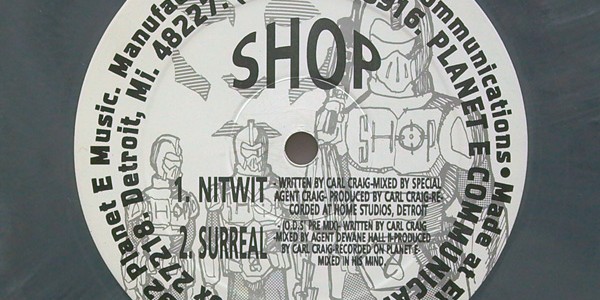 SHOP
SHOP
1. NITWIT - WRITTEN BY CARL CRAIG-MIXED BY SPECIAL
AGENT CRAIG- PRODUCED BY CARL CRAIG-RE-
CORDED AT HOME STUDIOS, DETROIT
2. SURREAL - (O.D.S' PRE MIX)- WRITTEN BY CARL CRAIG
-MIXED BY AGENT DEWANE HALL II-PRODUCED
BY CARL CRAIG-RECORDED ON PLANET E-
MIXED IN HIS MIND.
Planet E Music. Manufa
27218, Detroit, Mi. 48227.
communications • Made at
PLANET E COMMUNICA